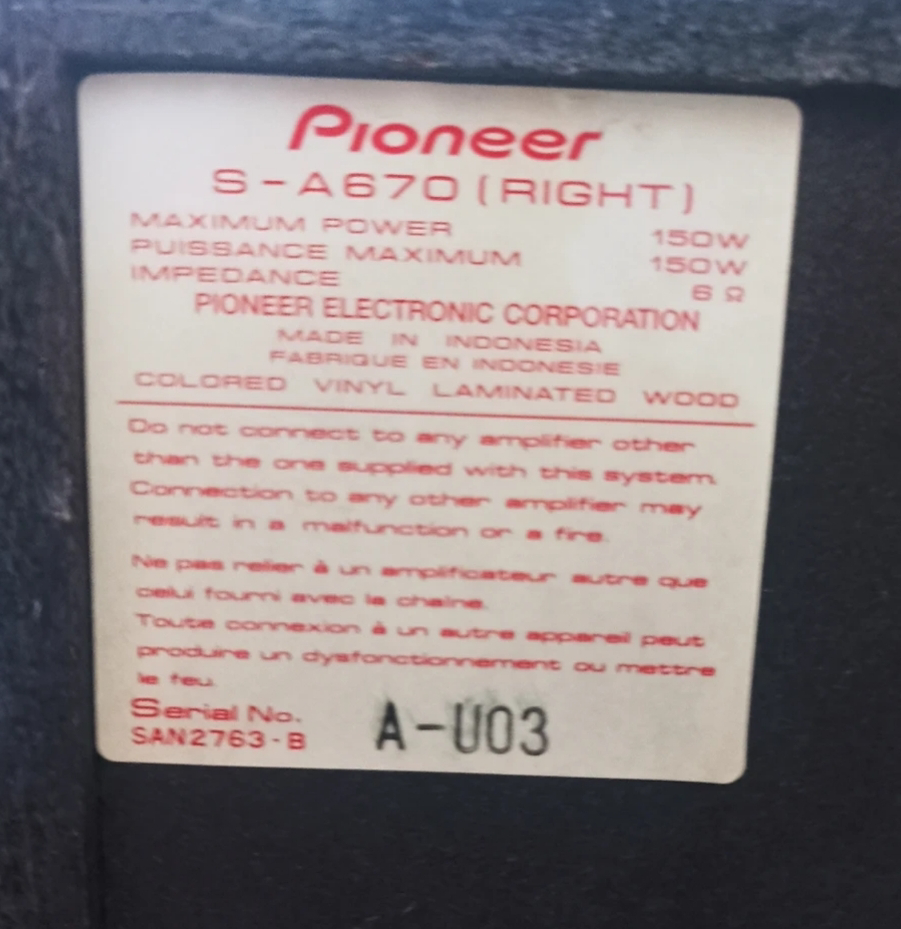 Pioneer
S-A670 (RIGHT)
MAXIMUM POWER 150W
PUISSANCE MAXIMUM 150W
IMPEDANCE 6 Ω
PIONEER ELECTRONIC CORPORATION
MADE IN INDONESIA
FABRIQUE EN INDONESIE
COLORED VINYL LAMINATED WOOD
Do not connect to any amplifier other
than the one supplied with this system.
Connection to any other amplifier may
result in a malfunction or a fire.
Ne pas relier à un amplificateur autre que
celui fourni avec la chaîne.
Toute connexion à un autre appareil peut
produire un dysfonctionnement ou mettre
le feu.
Serial No.
SAN2763-B A-U03